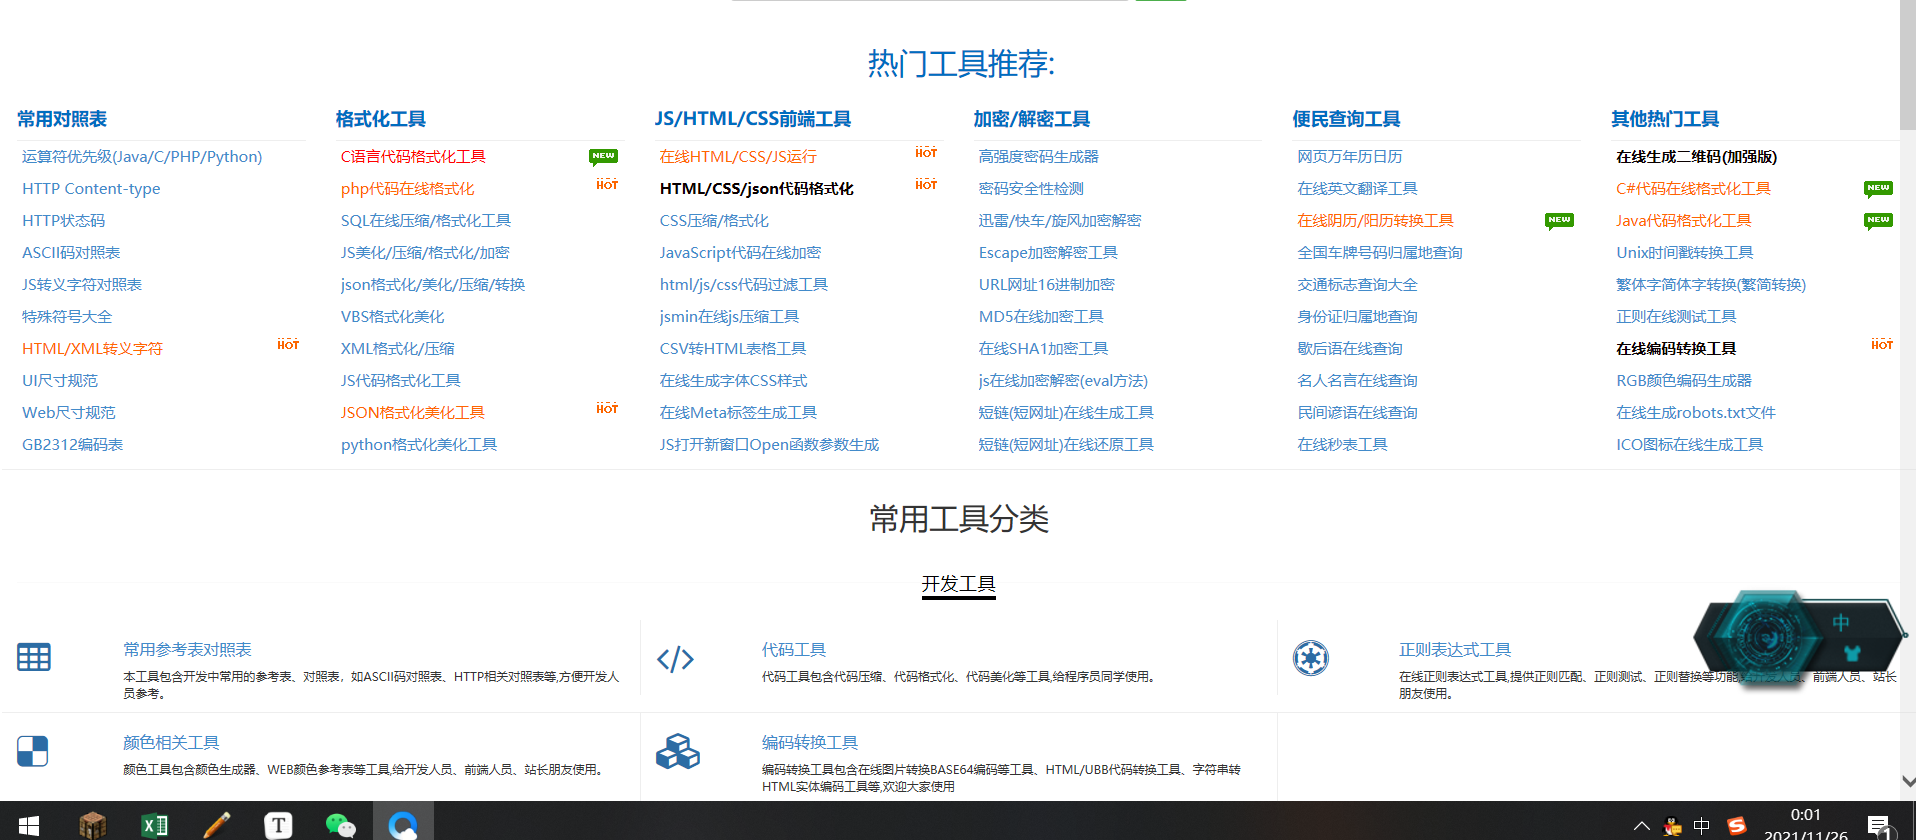 热门工具推荐:
常用对照表
运算符优先级(Java/C/PHP/Python)
HTTP Content-type
HTTP状态码
ASCII码对照表
JS转义字符对照表
特殊符号大全
HTML/XML转义字符 HOT
UI尺寸规范
Web尺寸规范
GB2312编码表
格式化工具
C语言代码格式化工具 NEW
php代码在线格式化 HOT
SQL在线压缩/格式化工具
JS美化/压缩/格式化/加密
json格式化/美化/压缩/转换
VBS格式化美化
XML格式化/压缩
JS代码格式化工具
JSON格式化美化工具 HOT
python格式化美化工具
JS/HTML/CSS前端工具
在线HTML/CSS/JS运行 HOT
HTML/CSS/json代码格式化 HOT
CSS压缩/格式化
JavaScript代码在线加密
html/js/css代码过滤工具
jsmin在线js压缩工具
CSV转HTML表格工具
在线生成字体CSS样式
在线Meta标签生成工具
JS打开新窗口Open函数参数生成
加密/解密工具
高强度密码生成器
密码安全性检测
迅雷/快车/旋风加密解密
Escape加密解密工具
URL网址16进制加密
MD5在线加密工具
在线SHA1加密工具
js在线加密解密(eval方法)
短链(短网址)在线生成工具
短链(短网址)在线还原工具
便民查询工具
网页万年历日历
在线英文翻译工具
在线阴历/阳历转换工具 NEW
全国车牌号码归属地查询
交通标志查询大全
身份证归属地查询
歇后语在线查询
名人名言在线查询
民间谚语在线查询
在线秒表工具
其他热门工具
在线生成二维码(加强版)
C#代码在线格式化工具 NEW
Java代码格式化工具 NEW
Unix时间戳转换工具
繁体字简体字转换(繁简转换)
正则在线测试工具
在线编码转换工具 HOT
RGB颜色编码生成器
在线生成robots.txt文件
ICO图标在线生成工具
常用工具分类
开发工具
常用参考表对照表
本工具包含开发中常用的参考表、对照表，如ASCII码对照表、HTTP相关对照表等,方便开发人
员参考。
代码工具
代码工具包含代码压缩、代码格式化、代码美化等工具,给程序员同学使用。
正则表达式工具
在线正则表达式工具,提供正则匹配、正则测试、正则替换等功能,给开发人员、前端人员、站长
朋友使用。
中
颜色相关工具
颜色工具包含颜色生成器、WEB颜色参考表等工具,给开发人员、前端人员、站长朋友使用。
编码转换工具
编码转换工具包含在线图片转换BASE64编码等工具、HTML/UBB代码转换工具、字符串转
HTML实体编码工具等,欢迎大家使用
T
中
S
0:01
2021/11/26
1